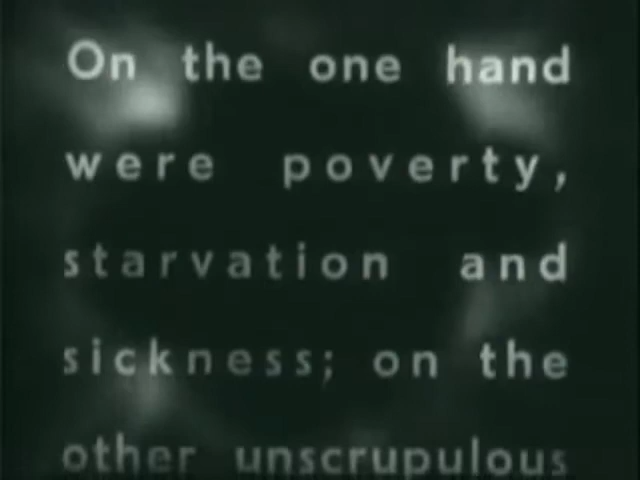 On the one hand
were poverty,
starvation and
sickness; on the
other unscrupulous